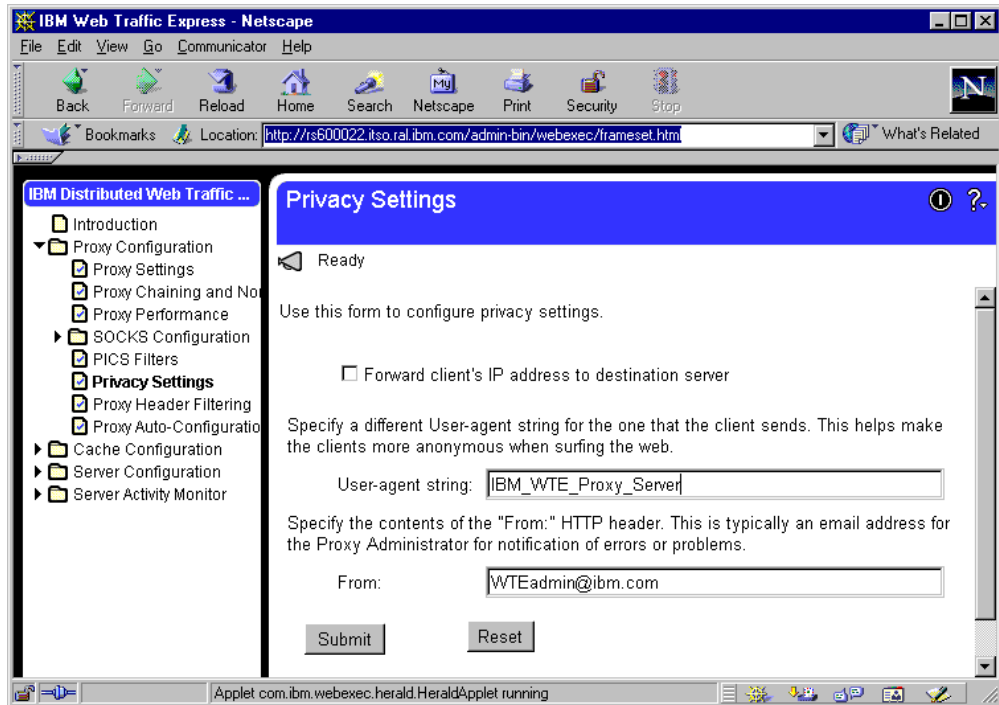 IBM Web Traffic Express - Netscape
File Edit View Go Communicator Help
Back Forward Reload Home Search Netscape Print Security Stop
My
N
Bookmarks Location: http://rs600022.itso.ral.ibm.com/admin-bin/webexec/frameset.html What's Related
IBM Distributed Web Traffic ...
Introduction
Proxy Configuration
Proxy Settings
Proxy Chaining and Nor
Proxy Performance
SOCKS Configuration
PICS Filters
Privacy Settings
Proxy Header Filtering
Proxy Auto-Configuratio
Cache Configuration
Server Configuration
Server Activity Monitor
Privacy Settings
Ready
Use this form to configure privacy settings.
Forward client's IP address to destination server
Specify a different User-agent string for the one that the client sends. This helps make
the clients more anonymous when surfing the web.
User-agent string: IBM_WTE_Proxy_Server
Specify the contents of the "From:" HTTP header. This is typically an email address for
the Proxy Administrator for notification of errors or problems.
From: WTEadmin@ibm.com
Submit Reset
Applet com.ibm.webexec.herald.HeraldApplet running